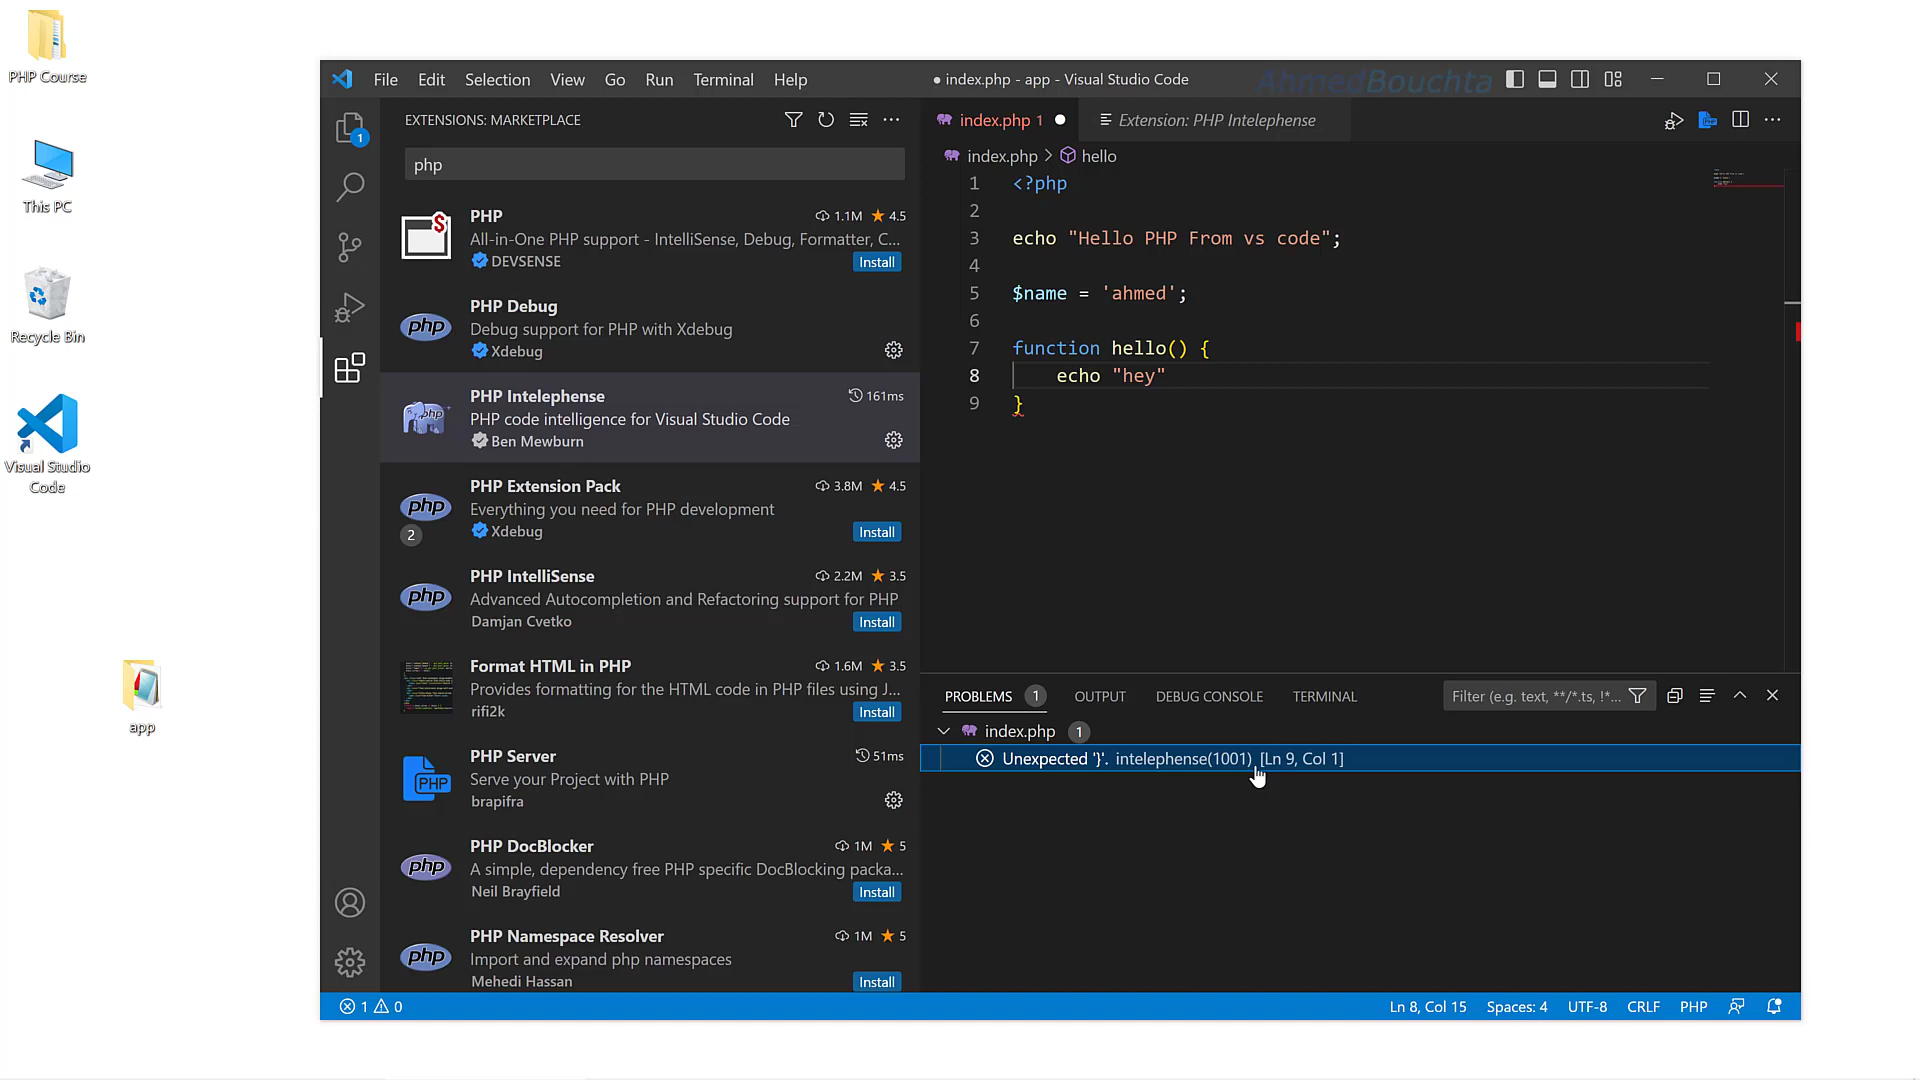 PHP Course
This PC
Recycle Bin
Visual Studio
Code
app
File Edit Selection View Go Run Terminal Help
● index.php - app - Visual Studio Code
AhmedBouchta
1
EXTENSIONS: MARKETPLACE
php
PHP 1.1M 4.5
All-in-One PHP support - IntelliSense, Debug, Formatter, C...
DEVSENSE Install
php
PHP Debug
Debug support for PHP with Xdebug
Xdebug
php
PHP Intelephense 161ms
PHP code intelligence for Visual Studio Code
Ben Mewburn
php
2
PHP Extension Pack 3.8M 4.5
Everything you need for PHP development
Xdebug Install
php
PHP IntelliSense 2.2M 3.5
Advanced Autocompletion and Refactoring support for PHP
Damjan Cvetko Install
Format HTML in PHP 1.6M 3.5
Provides formatting for the HTML code in PHP files using J...
rifi2k Install
PHP
PHP Server 51ms
Serve your Project with PHP
brapifra
php
PHP DocBlocker 1M 5
A simple, dependency free PHP specific DocBlocking packa...
Neil Brayfield Install
php
PHP Namespace Resolver 1M 5
Import and expand php namespaces
Mehedi Hassan Install
index.php 1 ● Extension: PHP Intelephense
index.php > hello
1 <?php
2
3 echo "Hello PHP From vs code";
4
5 $name = 'ahmed';
6
7 function hello() {
8 echo "hey"
9 }
PROBLEMS 1 OUTPUT DEBUG CONSOLE TERMINAL Filter (e.g. text, **/*.ts, !*...
index.php 1
Unexpected '}'. intelephense(1001) [Ln 9, Col 1]
1 0 Ln 8, Col 15 Spaces: 4 UTF-8 CRLF PHP